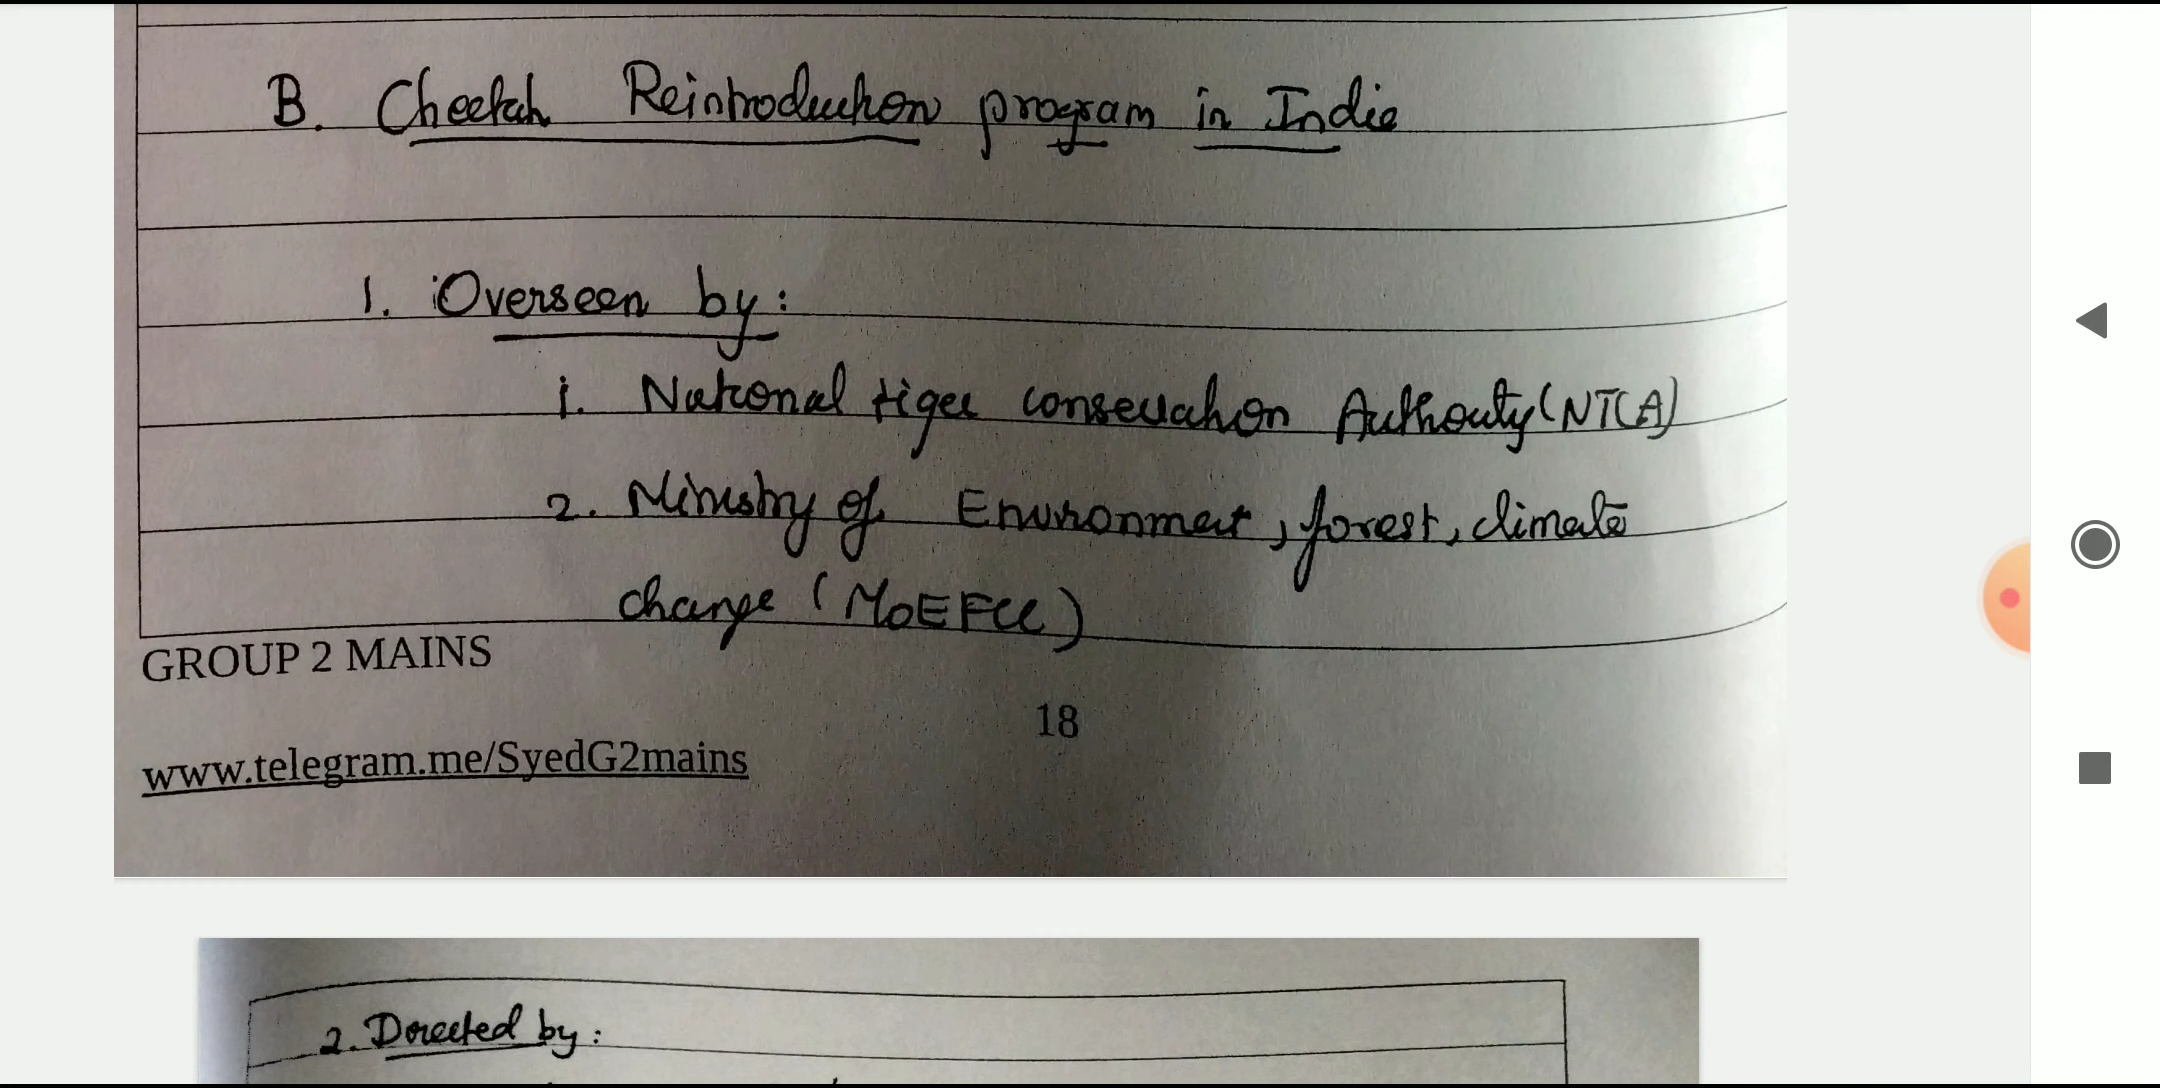 B. Cheetah Reintroduction program in India
1. Overseen by:
i. National tiger conservation Authority (NTCA)
2. Ministry of Environment, forest, climate
change (MoEFCC)
GROUP 2 MAINS
18
www.telegram.me/SyedG2mains
2. Directed by: